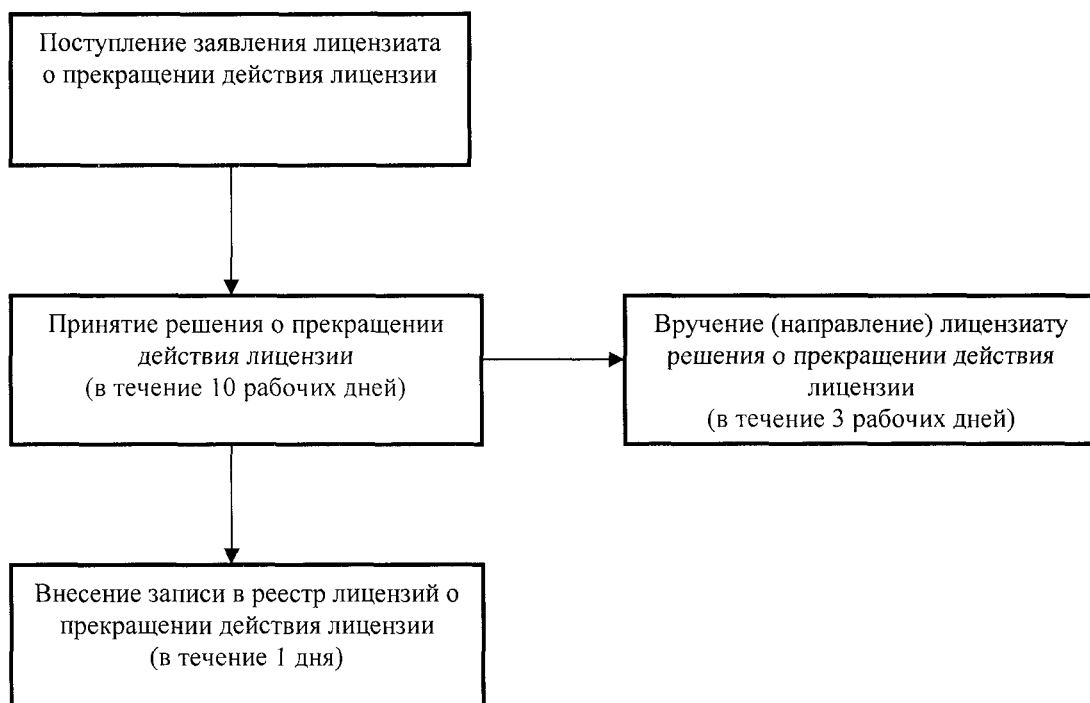 Поступление заявления лицензиата
о прекращении действия лицензии
Принятие решения о прекращении
действия лицензии
(в течение 10 рабочих дней)
Вручение (направление) лицензиату
решения о прекращении действия
лицензии
(в течение 3 рабочих дней)
Внесение записи в реестр лицензий о
прекращении действия лицензии
(в течение 1 дня)